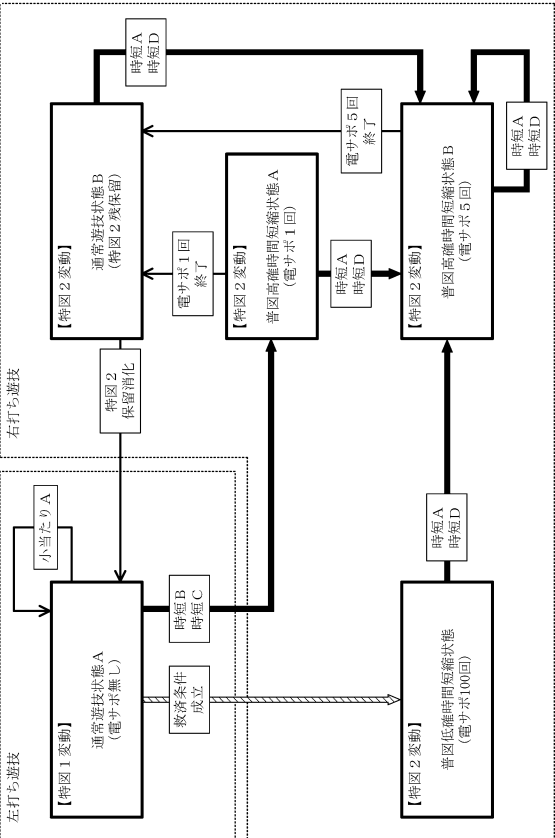 左打ち遊技
【特図1変動】
通常遊技状態A
(電サポ無し)
小当たりA
時短B
時短C
救済条件
成立
【特図2変動】
普図低確時間短縮状態
(電サポ100回)
時短A
時短D
右打ち遊技
特図2
保留消化
【特図2変動】
通常遊技状態B
(特図2残保留)
時短A
時短D
電サポ1回
終了
【特図2変動】
普図高確時間短縮状態A
(電サポ1回)
時短A
時短D
電サポ5回
終了
【特図2変動】
普図高確時間短縮状態B
(電サポ5回)
時短A
時短D